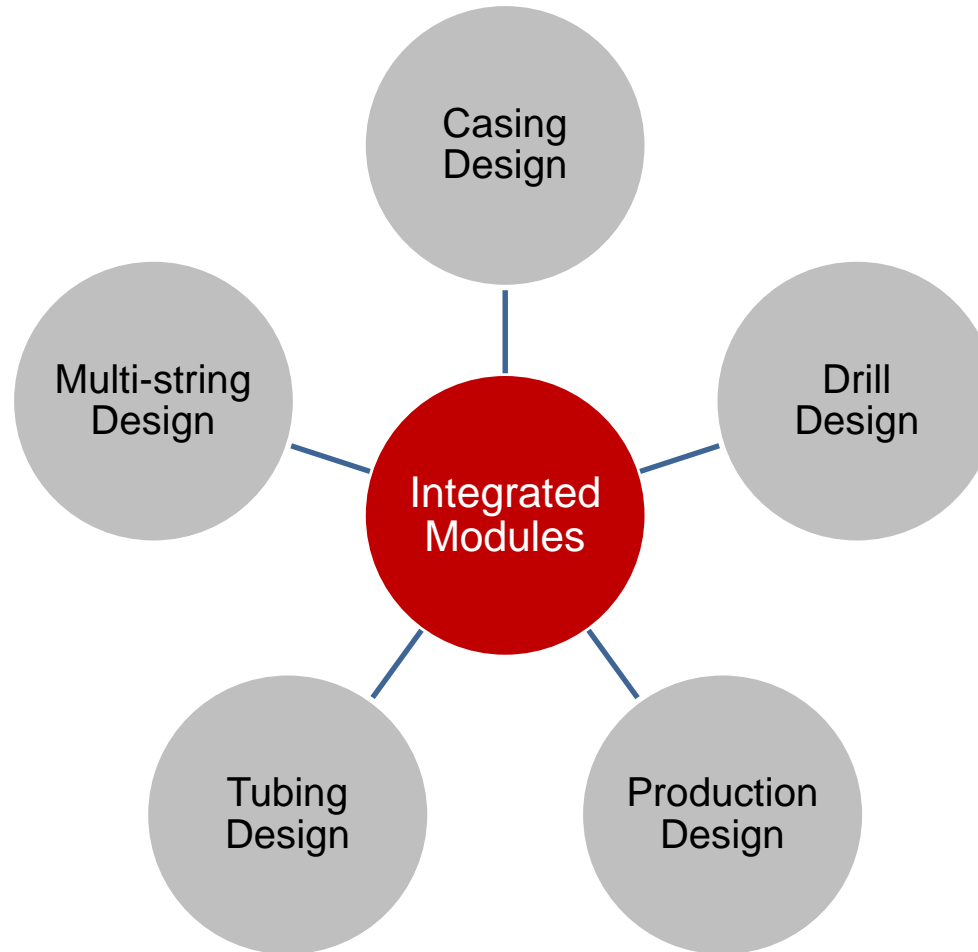 Casing
Design
Multi-string
Design
Drill
Design
Integrated
Modules
Tubing
Design
Production
Design